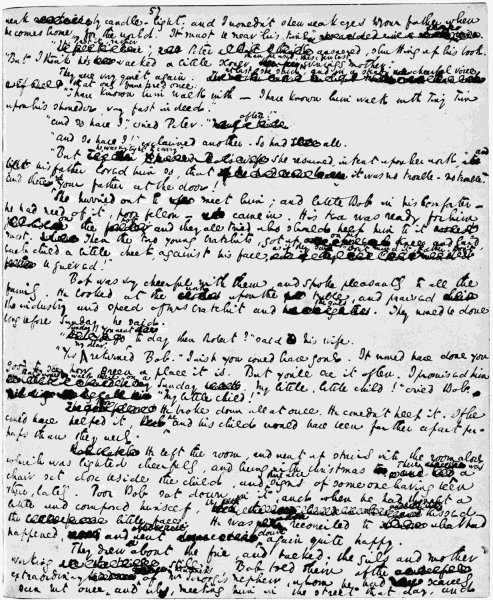 57
weak by candle-light, and I wouldn't shew weak eyes to your father when
he comes home, for the world. It must be near his time
Past it rather Peter answered, shutting up his book.
"But I think he's walked a little slower these few last evenings, Mother."
They were very quiet again. At last she said, and in a steady cheerful voice,
that only faultered once.
"I have known him walk with — I have known him walk with Tiny Tim
upon his shoulder, very fast indeed."
"And so have I," cried Peter. "often"
"And so have I!" exclaimed another. So had all.
"But he was very light to carry" she resumed, intent upon her work, and
his father loved him so, that it was no trouble – no trouble.
And there is your father at the door!"
She hurried out to meet him; and little Bob in his comforter –
he had need of it, poor fellow – came in. His tea was ready for him
on the hob and they all tried who should help him to it
most. Then the two young Cratchits got upon his knees and laid
each child a little cheek, against his face, as if they said, Don't mind it father. Don't
be grieved!"
Bob was very cheerful with them, and spoke pleasantly to all the
family. He looked at the work upon the table, and praised
the industry and speed of Mrs Cratchit and the girls. They would be done
long before Sunday he said.
"Sunday! You went
to day then Robert?" said his wife.
"Yes my dear," returned Bob. "I wish you could have gone. It would have done you
good to see how green a place it is. But you'll see it often. I promised him
that I would walk there on a Sunday. My little, little child!" cried Bob.
"My little child!"
He broke down all at once. He couldn't help it. If he
could have helped it, he and his child would have been farther apart per-
haps than they were.
He left the room, and went up stairs into the room above
which was lighted cheerfully, and hung with Christmas. There was a
chair set close beside the child, and there were signs of some one having been
there, lately. Poor Bob sat down in it, and when he had thought a
little and composed himself, he kissed
the little face. He was reconciled to what had
happened and went down again quite happy.
They drew about the fire, and talked; the girls and mother
working still. Bob told them of the
extraordinary kindness of Mr Scrooge's nephew, whom he had scarcely
seen but once, and who, meeting him in the street that day, and